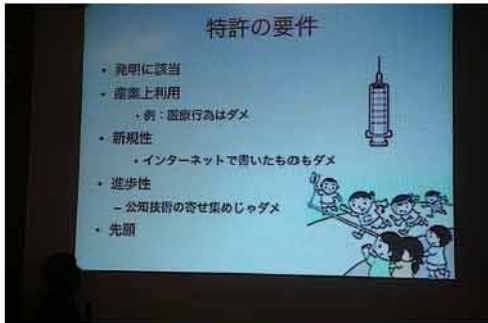 特許の要件
・ 発明に該当
・ 産業上利用
・例：医療行為はダメ
・ 新規性
・インターネットで書いたものもダメ
・ 進歩性
– 公知技術の寄せ集めじゃダメ
・ 先願